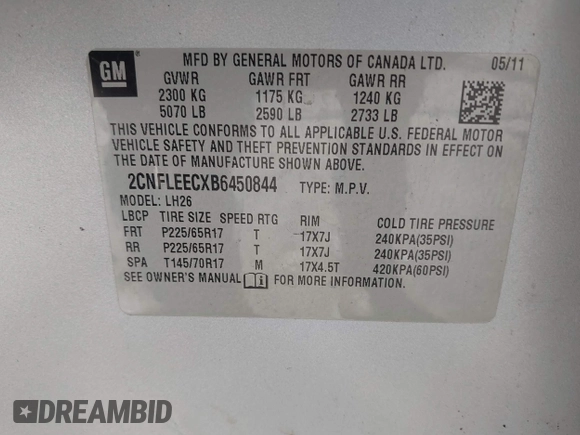 GM
MFD BY GENERAL MOTORS OF CANADA LTD. 05/11
GVWR GAWR FRT GAWR RR
2300 KG 1175 KG 1240 KG
5070 LB 2590 LB 2733 LB
THIS VEHICLE CONFORMS TO ALL APPLICABLE U.S. FEDERAL MOTOR
VEHICLE SAFETY AND THEFT PREVENTION STANDARDS IN EFFECT ON
THE DATE OF MANUFACTURE SHOWN ABOVE.
2CNFLEECXB6450844 TYPE: M.P.V.
MODEL: LH26
LBCP TIRE SIZE SPEED RTG RIM COLD TIRE PRESSURE
FRT P225/65R17 T 17X7J 240KPA(35PSI)
RR P225/65R17 T 17X7J 240KPA(35PSI)
SPA T145/70R17 M 17X4.5T 420KPA(60PSI)
SEE OWNER'S MANUAL FOR MORE INFORMATION.
DREAMBID